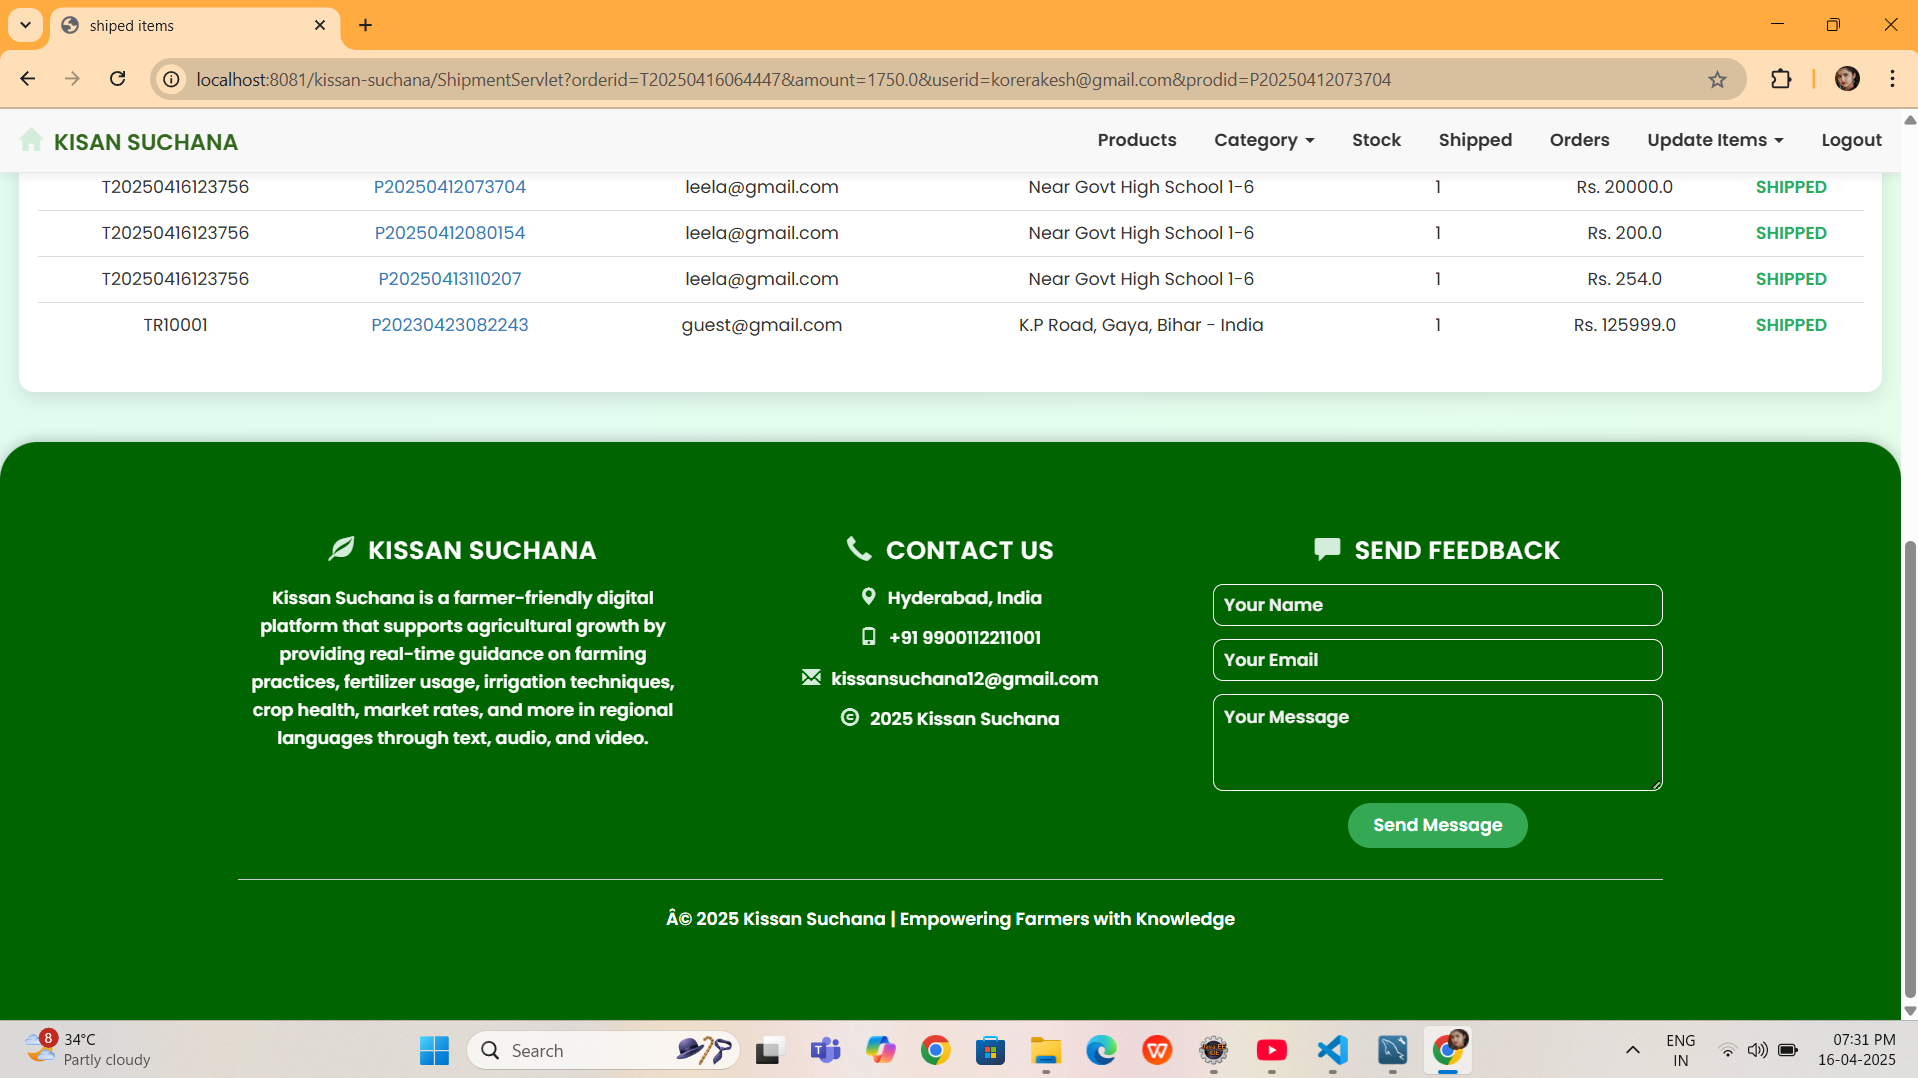 shiped items
localhost:8081/kissan-suchana/ShipmentServlet?orderid=T20250416064447&amount=1750.0&userid=korerakesh@gmail.com&prodid=P20250412073704
KISAN SUCHANA Products Category Stock Shipped Orders Update Items Logout
T20250416123756 P20250412073704 leela@gmail.com Near Govt High School 1-6 1 Rs. 20000.0 SHIPPED
T20250416123756 P20250412080154 leela@gmail.com Near Govt High School 1-6 1 Rs. 200.0 SHIPPED
T20250416123756 P20250413110207 leela@gmail.com Near Govt High School 1-6 1 Rs. 254.0 SHIPPED
TR10001 P20230423082243 guest@gmail.com K.P Road, Gaya, Bihar - India 1 Rs. 125999.0 SHIPPED
KISSAN SUCHANA
Kissan Suchana is a farmer-friendly digital
platform that supports agricultural growth by
providing real-time guidance on farming
practices, fertilizer usage, irrigation techniques,
crop health, market rates, and more in regional
languages through text, audio, and video.
CONTACT US
Hyderabad, India
+91 9900112211001
kissansuchana12@gmail.com
© 2025 Kissan Suchana
SEND FEEDBACK
Your Name
Your Email
Your Message
Send Message
Â© 2025 Kissan Suchana | Empowering Farmers with Knowledge
8
34°C
Partly cloudy
Search
ENG
IN
07:31 PM
16-04-2025